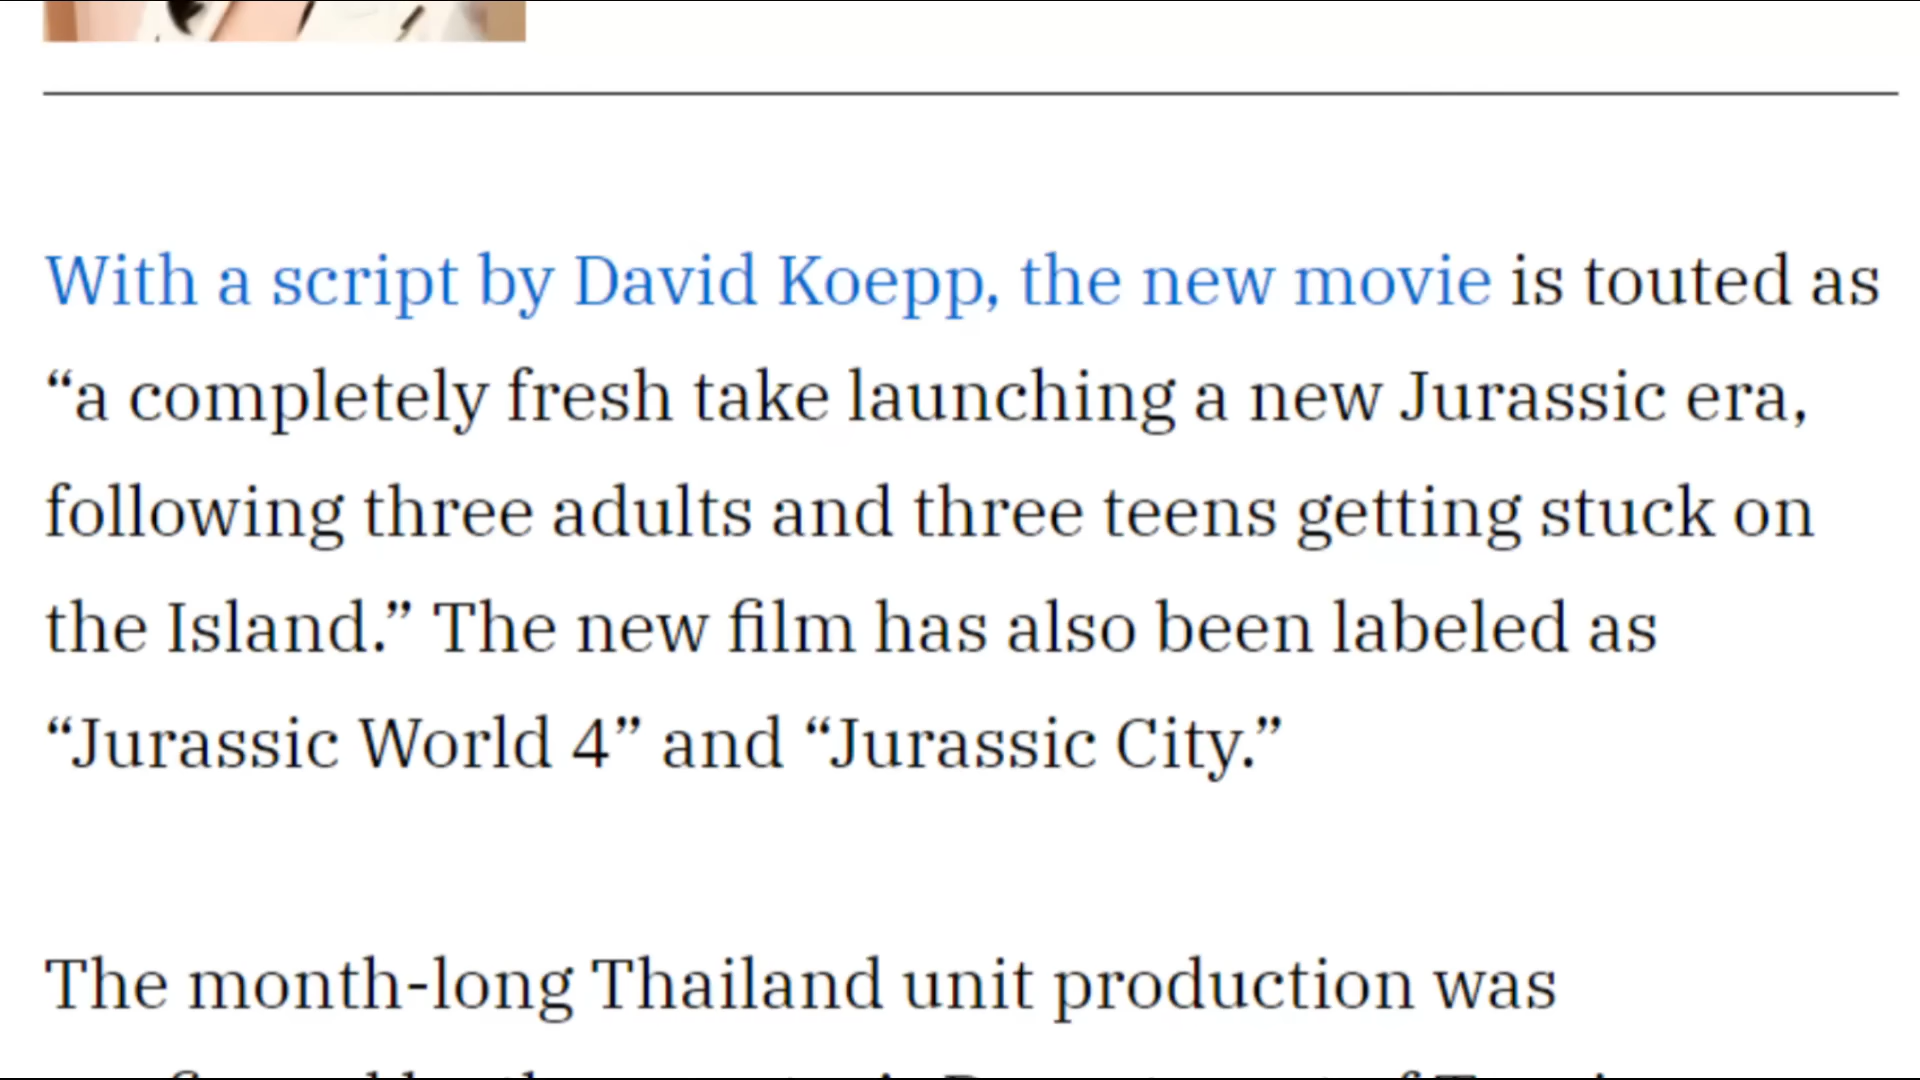 With a script by David Koepp, the new movie is touted as
“a completely fresh take launching a new Jurassic era,
following three adults and three teens getting stuck on
the Island.” The new film has also been labeled as
“Jurassic World 4” and “Jurassic City.”
The month-long Thailand unit production was